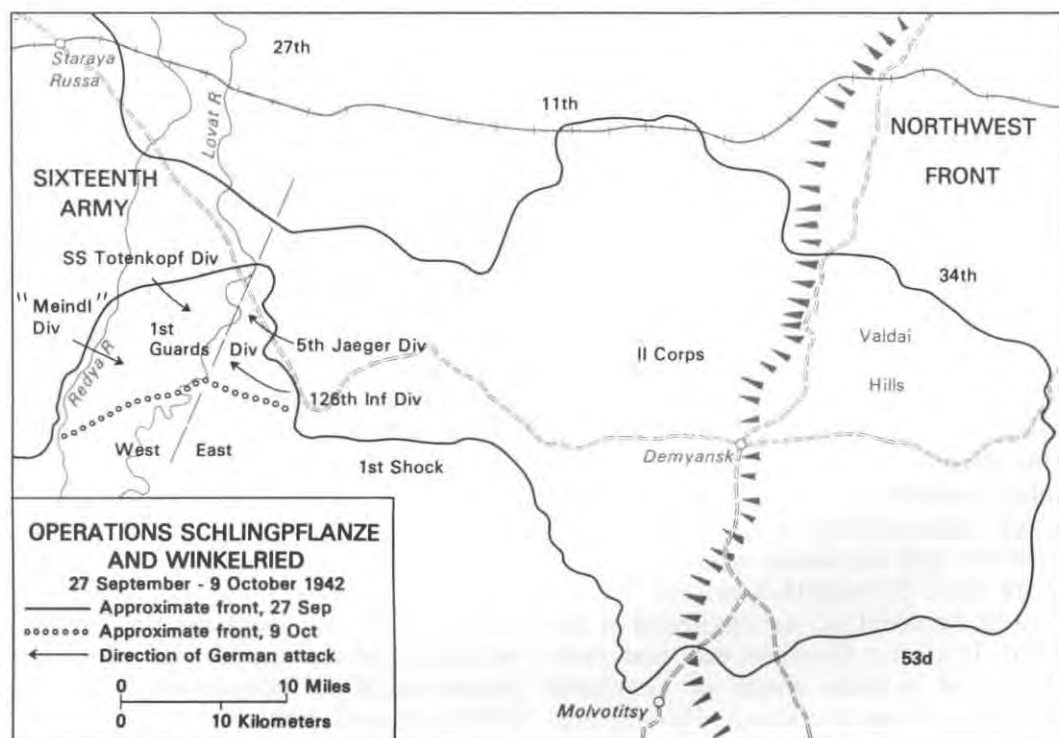 27th
Staraya
Russa
Lovat R
11th
NORTHWEST
FRONT
SIXTEENTH
ARMY
SS Totenkopf Div
34th
"Meindl"
Div
1st
Guards Div
5th Jaeger Div
II Corps
Valdai
Hills
Redya R
126th Inf Div
West East
1st Shock
Demyansk
OPERATIONS SCHLINGPFLANZE
AND WINKELRIED
27 September - 9 October 1942
Approximate front, 27 Sep
Approximate front, 9 Oct
Direction of German attack
0 10 Miles
0 10 Kilometers
53d
Molvotitsy